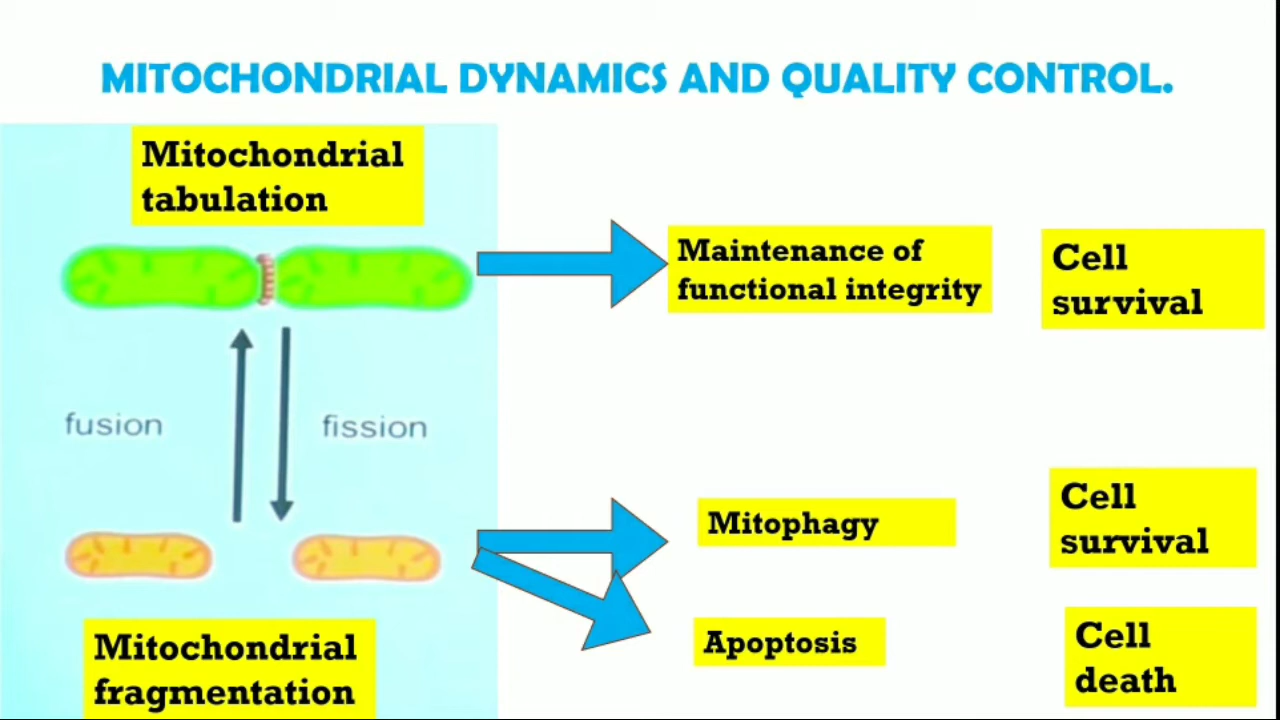 MITOCHONDRIAL DYNAMICS AND QUALITY CONTROL.
Mitochondrial
tabulation
Maintenance of
functional integrity
Cell
survival
fusion
fission
Mitophagy
Cell
survival
Apoptosis
Cell
death
Mitochondrial
fragmentation